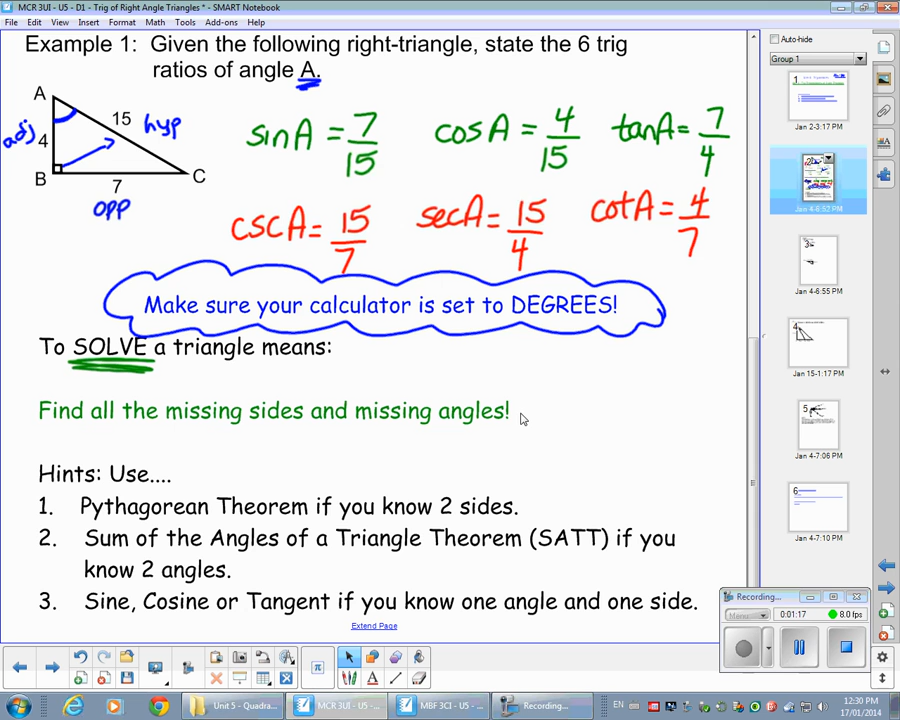 MCR 3UI - U5 - D1 - Trig of Right Angle Triangles * - SMART Notebook
File Edit View Insert Format Math Tools Add-ons Help
Example 1: Given the following right-triangle, state the 6 trig
ratios of angle A.
A
15
hyp
adj
4
B
C
7
opp
sinA = 7/15 cosA = 4/15 tanA = 7/4
cscA = 15/7 secA = 15/4 cotA = 4/7
Make sure your calculator is set to DEGREES!
To SOLVE a triangle means:
Find all the missing sides and missing angles!
Hints: Use....
1. Pythagorean Theorem if you know 2 sides.
2. Sum of the Angles of a Triangle Theorem (SATT) if you
know 2 angles.
3. Sine, Cosine or Tangent if you know one angle and one side.
Extend Page
Auto-hide
Group 1
1
Jan 2-3:17 PM
Jan 4-6:52 PM
3
Jan 4-6:55 PM
4
Jan 15-1:17 PM
5
Jan 4-7:06 PM
6
Jan 4-7:10 PM
Recording...
Menu
0:01:17
8.0 fps
Unit 5 - Quadra...
MCR 3UI - U5 -...
MBF 3CI - U5 -...
Recording...
EN
12:30 PM
17/01/2014